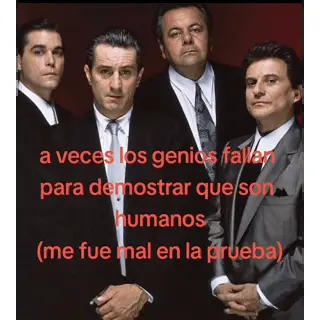 a veces los genios fallan
para demostrar que son
humanos
(me fue mal en la prueba)